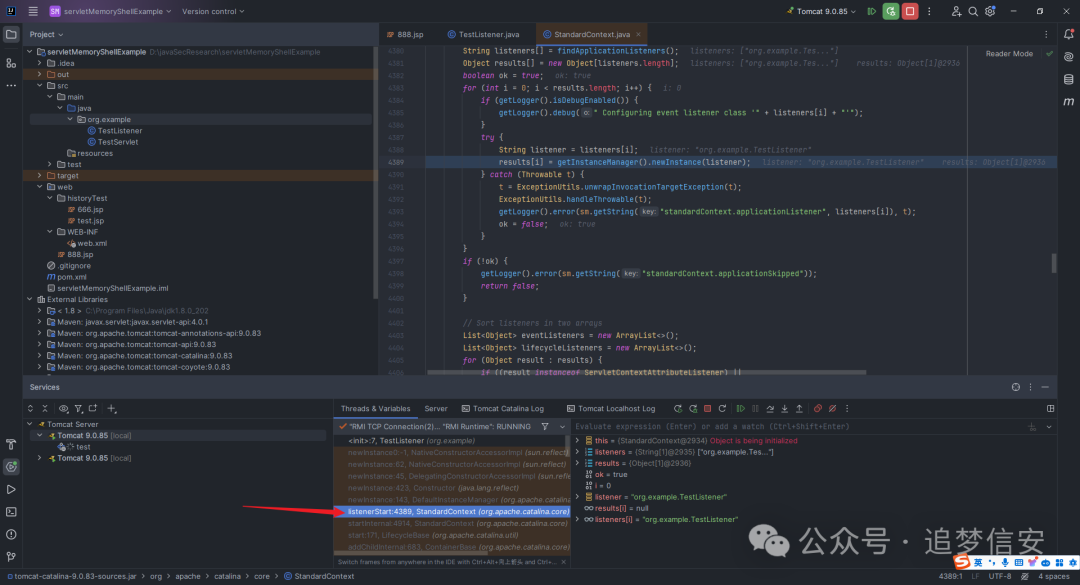 SM servletMemoryShellExample Version control
Tomcat 9.0.85
Project
888.jsp TestListener.java StandardContext.java
Reader Mode
servletMemoryShellExample D:\javaSecResearch\servletMemoryShellExample
.idea
out
src
main
java
org.example
TestListener
TestServlet
resources
test
target
web
historyTest
666.jsp
test.jsp
WEB-INF
web.xml
888.jsp
.gitignore
pom.xml
servletMemoryShellExample.iml
External Libraries
< 1.8 > C:\Program Files\Java\jdk1.8.0_202
Maven: javax.servlet:javax.servlet-api:4.0.1
Maven: org.apache.tomcat:tomcat-annotations-api:9.0.83
Maven: org.apache.tomcat:tomcat-api:9.0.83
Maven: org.apache.tomcat:tomcat-catalina:9.0.83
Maven: org.apache.tomcat:tomcat-coyote:9.0.83
4380 String listeners[] = findApplicationListeners(); listeners: ["org.example.Tes..."]
4381 Object results[] = new Object[listeners.length]; listeners: ["org.example.Tes..."] results: Object[1]@2936
4382 boolean ok = true; ok: true
4383 for (int i = 0; i < results.length; i++) { i: 0
4384 if (getLogger().isDebugEnabled()) {
4385 getLogger().debug( o: " Configuring event listener class '" + listeners[i] + "'");
4386 }
4387 try {
4388 String listener = listeners[i]; listener: "org.example.TestListener"
4389 results[i] = getInstanceManager().newInstance(listener); listener: "org.example.TestListener" results: Object[1]@2936
4390 } catch (Throwable t) {
4391 t = ExceptionUtils.unwrapInvocationTargetException(t);
4392 ExceptionUtils.handleThrowable(t);
4393 getLogger().error(sm.getString( key: "standardContext.applicationListener", listeners[i]), t);
4394 ok = false; ok: true
4395 }
4396 }
4397 if (!ok) {
4398 getLogger().error(sm.getString( key: "standardContext.applicationSkipped"));
4399 return false;
4400 }
4402 // Sort listeners in two arrays
4403 List<Object> eventListeners = new ArrayList<>();
4404 List<Object> lifecycleListeners = new ArrayList<>();
4405 for (Object result : results) {
4406 if ((result instanceof ServletContextAttributeListener) ||
Services
Tomcat Server
Tomcat 9.0.85 [local]
test
Tomcat 9.0.85 [local]
Threads & Variables Server Tomcat Catalina Log Tomcat Localhost Log
"RMI TCP Connection(2)... "RMI Runtime": RUNNING
<init>:7, TestListener (org.example)
newInstance0:-1, NativeConstructorAccessorImpl (sun.reflect)
newInstance:62, NativeConstructorAccessorImpl (sun.reflect)
newInstance:45, DelegatingConstructorAccessorImpl (sun.refle
newInstance:423, Constructor (java.lang.reflect)
newInstance:143, DefaultInstanceManager (org.apache.catalina
listenerStart:4389, StandardContext (org.apache.catalina.core)
startInternal:4914, StandardContext (org.apache.catalina.core)
start:171, LifecycleBase (org.apache.catalina.util)
addChildInternal:683, ContainerBase (org.apache.catalina
Switch frames from anywhere in the IDE with Ctrl+Alt+向上箭头 and Ctrl+...
Evaluate expression (Enter) or add a watch (Ctrl+Shift+Enter)
this = {StandardContext@2934} Object is being initialized
listeners = {String[1]@2935} ["org.example.Tes..."]
results = {Object[1]@2936}
ok = true
i = 0
listener = "org.example.TestListener"
results[i] = null
listeners[i] = "org.example.TestListener"
公众号 · 追梦信安
英
tomcat-catalina-9.0.83-sources.jar > org > apache > catalina > core > StandardContext
4389:1 LF UTF-8 4 spaces